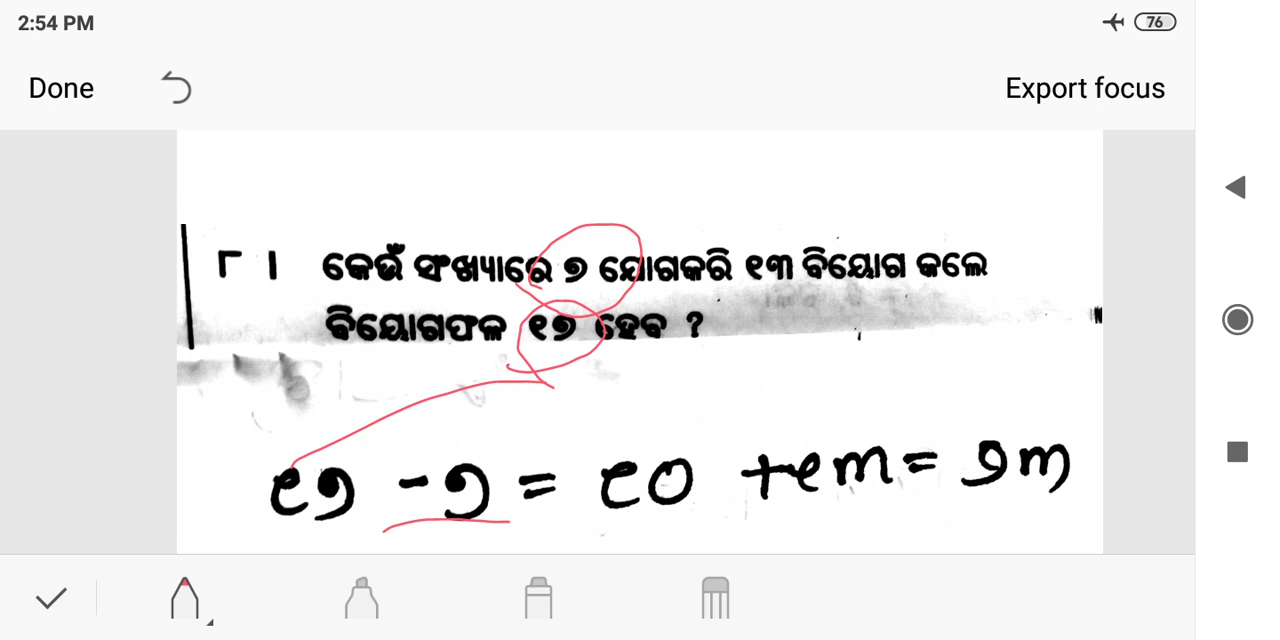 2:54 PM
76
Done
Export focus
୮ । କେଉଁ ସଂଖ୍ୟାରେ ୭ ଯୋଗକରି ୧୩ ବିୟୋଗ କଲେ
ବିୟୋଗଫଳ ୧୭ ହେବ ?
୧୭ - ୭ = ୧୦ + ୧୩ = ୨୩